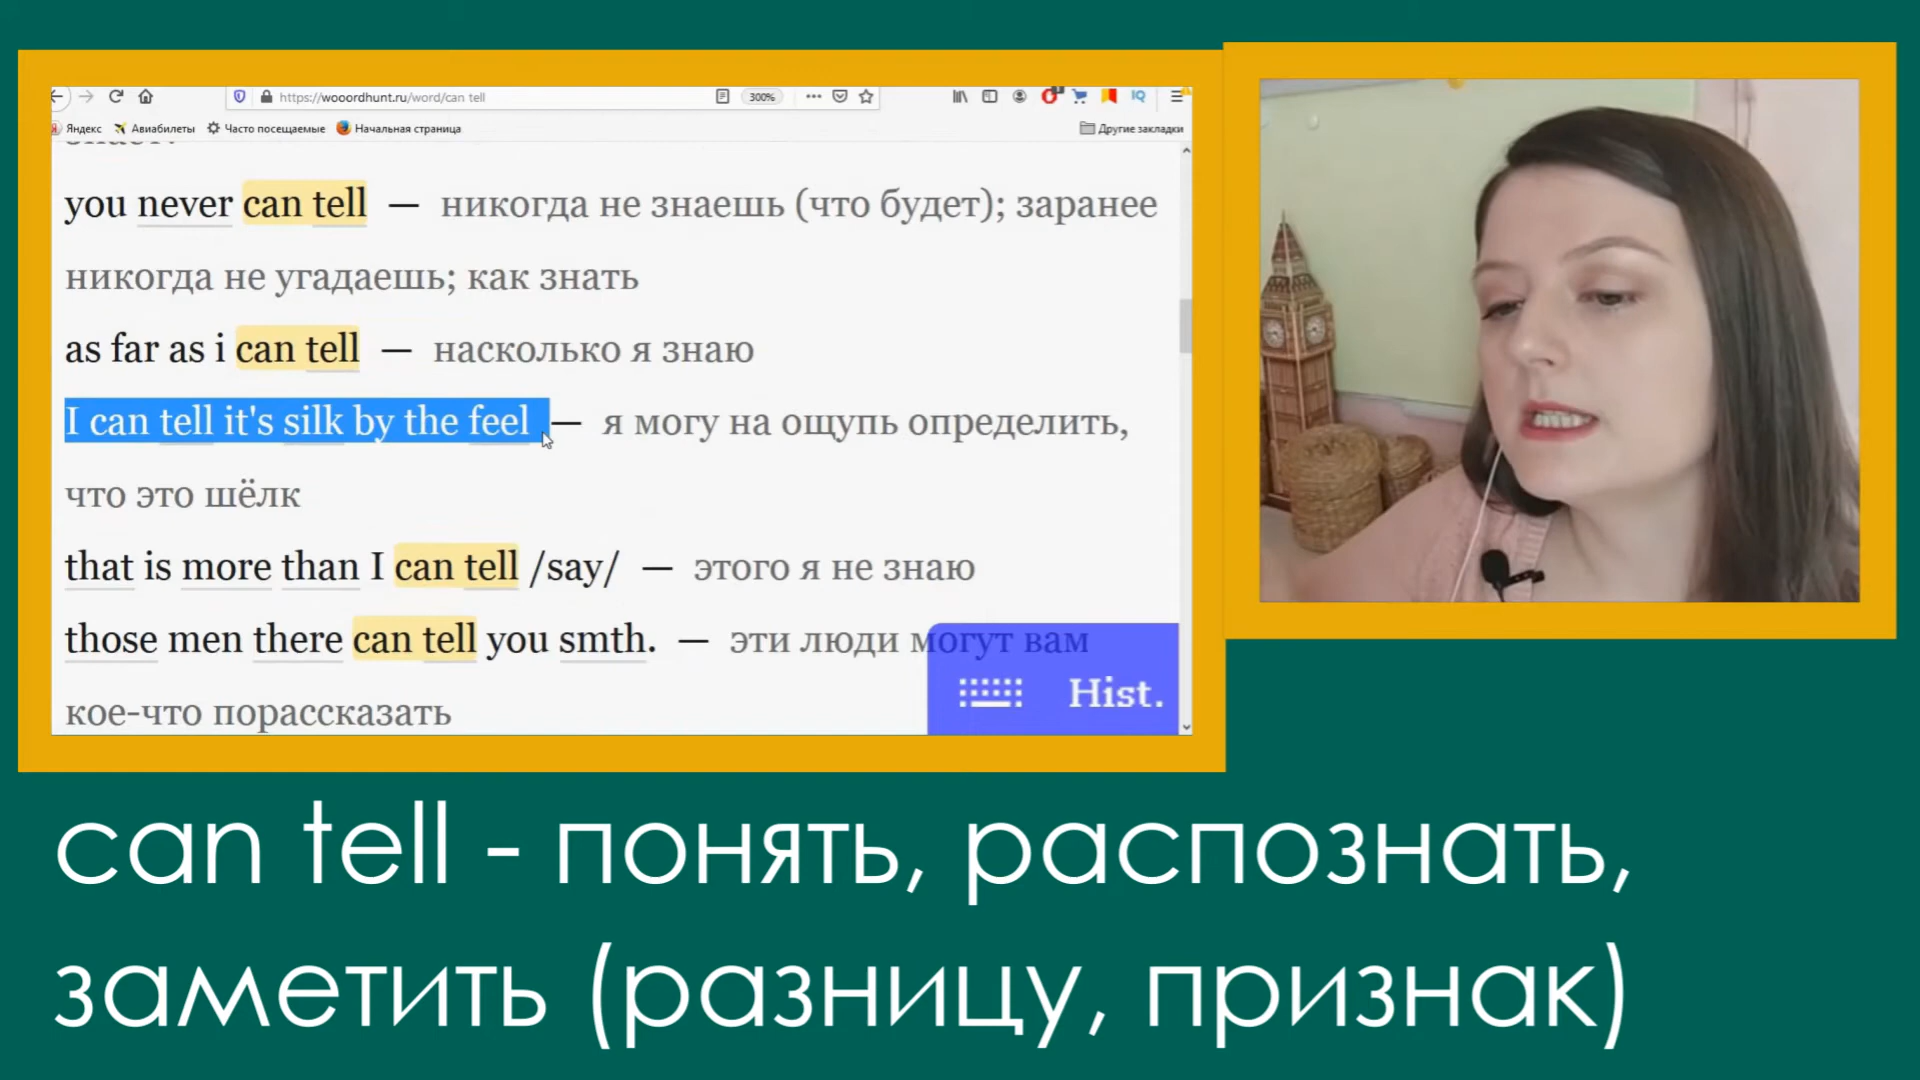 https://wooordhunt.ru/word/can tell
300%
IQ
Яндекс Авиабилеты Часто посещаемые Начальная страница Другие закладки
you never can tell — никогда не знаешь (что будет); заранее
никогда не угадаешь; как знать
as far as i can tell — насколько я знаю
I can tell it's silk by the feel — я могу на ощупь определить,
что это шёлк
that is more than I can tell /say/ — этого я не знаю
those men there can tell you smth. — эти люди могут вам
кое-что порассказать
Hist.
can tell - понять, распознать,
заметить (разницу, признак)